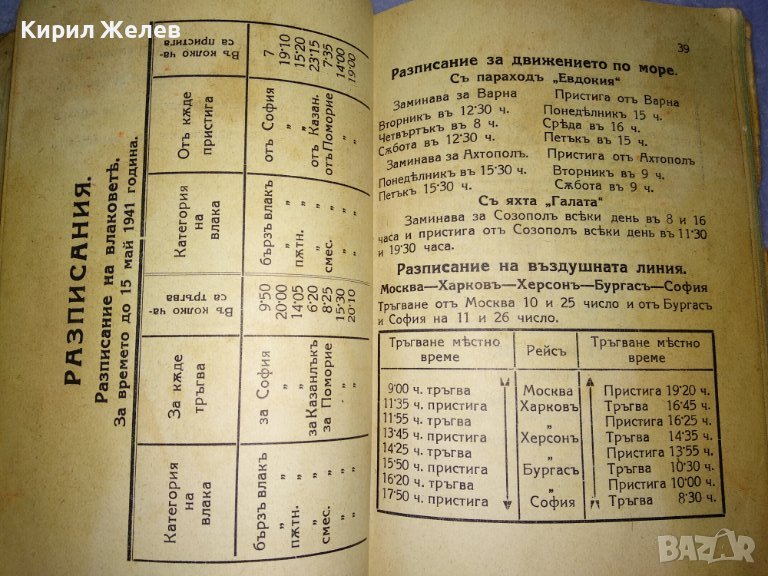 Кирил Желев
РАЗПИСАНИЯ.
Разписание на влаковетѣ.
За времето до 15 май 1941 година.
Категория на влака | За кѫде тръгва | Въ колко часа тръгва | Категория на влака | Отъ кѫде пристига | Въ колко часа пристига
бързъ влакъ | за София | 9·50 | бързъ влакъ | отъ София | 7
„ „ | „ | 20·00 | „ „ | „ | 19·10
пѫтн. „ | „ | 14·05 | пѫтн. „ | „ | 15·20
„ „ | за Казанлъкъ | 6·20 | „ „ | отъ Казан. | 23·15
смес. „ | за Поморие | 8·25 | смес. „ | отъ Поморие | 7·35
„ „ | „ | 15·30 | „ „ | „ | 14·00
„ „ | „ | 20·10 | „ „ | „ | 19·00
39
Разписание за движението по море.
Съ параходъ „Евдокия“
Заминава за Варна
Вторникъ въ 12·30 ч.
Четвъртъкъ въ 8 ч.
Сѫбота въ 12·30 ч.
Пристига отъ Варна
Понедѣлникъ 15 ч.
Срѣда въ 16 ч.
Петъкъ въ 15 ч.
Заминава за Ахтополъ.
Понедѣлникъ въ 15·30 ч.
Петъкъ 15·30 ч.
Пристига отъ Ахтополъ
Вторникъ въ 9 ч.
Сѫбота въ 9 ч.
Съ яхта „Галата“
Заминава за Созополъ всѣки день въ 8 и 16
часа и пристига отъ Созополъ всѣки день въ 11·30
и 19·30 часа.
Разписание на въздушната линия.
Москва—Харковъ—Херсонъ—Бургасъ—София
Тръгване отъ Москва 10 и 25 число и отъ Бургасъ
и София на 11 и 26 число.
Тръгване мѣстно време | Рейсъ | Тръгване мѣстно време
9·00 ч. тръгва | Москва | Пристига 19·20 ч.
11·35 ч. пристига | Харковъ | Тръгва 16·45 ч.
11·55 ч. тръгва | „ | Пристига 16·25 ч.
13·45 ч. пристига | Херсонъ | Тръгва 14·35 ч.
14·25 ч. тръгва | „ | Пристига 13·55 ч.
15·50 ч. пристига | Бургасъ | Тръгва 10·30 ч.
16·20 ч. тръгва | „ | Пристига 10·00 ч.
17·50 ч. пристига | София | Тръгва 8·30 ч.
BAZAR